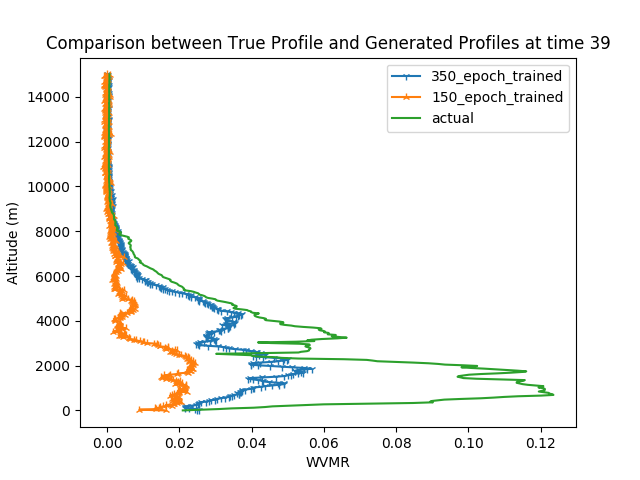 Comparison between True Profile and Generated Profiles at time 39
350_epoch_trained
150_epoch_trained
actual
14000
12000
10000
8000
6000
4000
2000
0
Altitude (m)
0.00 0.02 0.04 0.06 0.08 0.10 0.12
WVMR